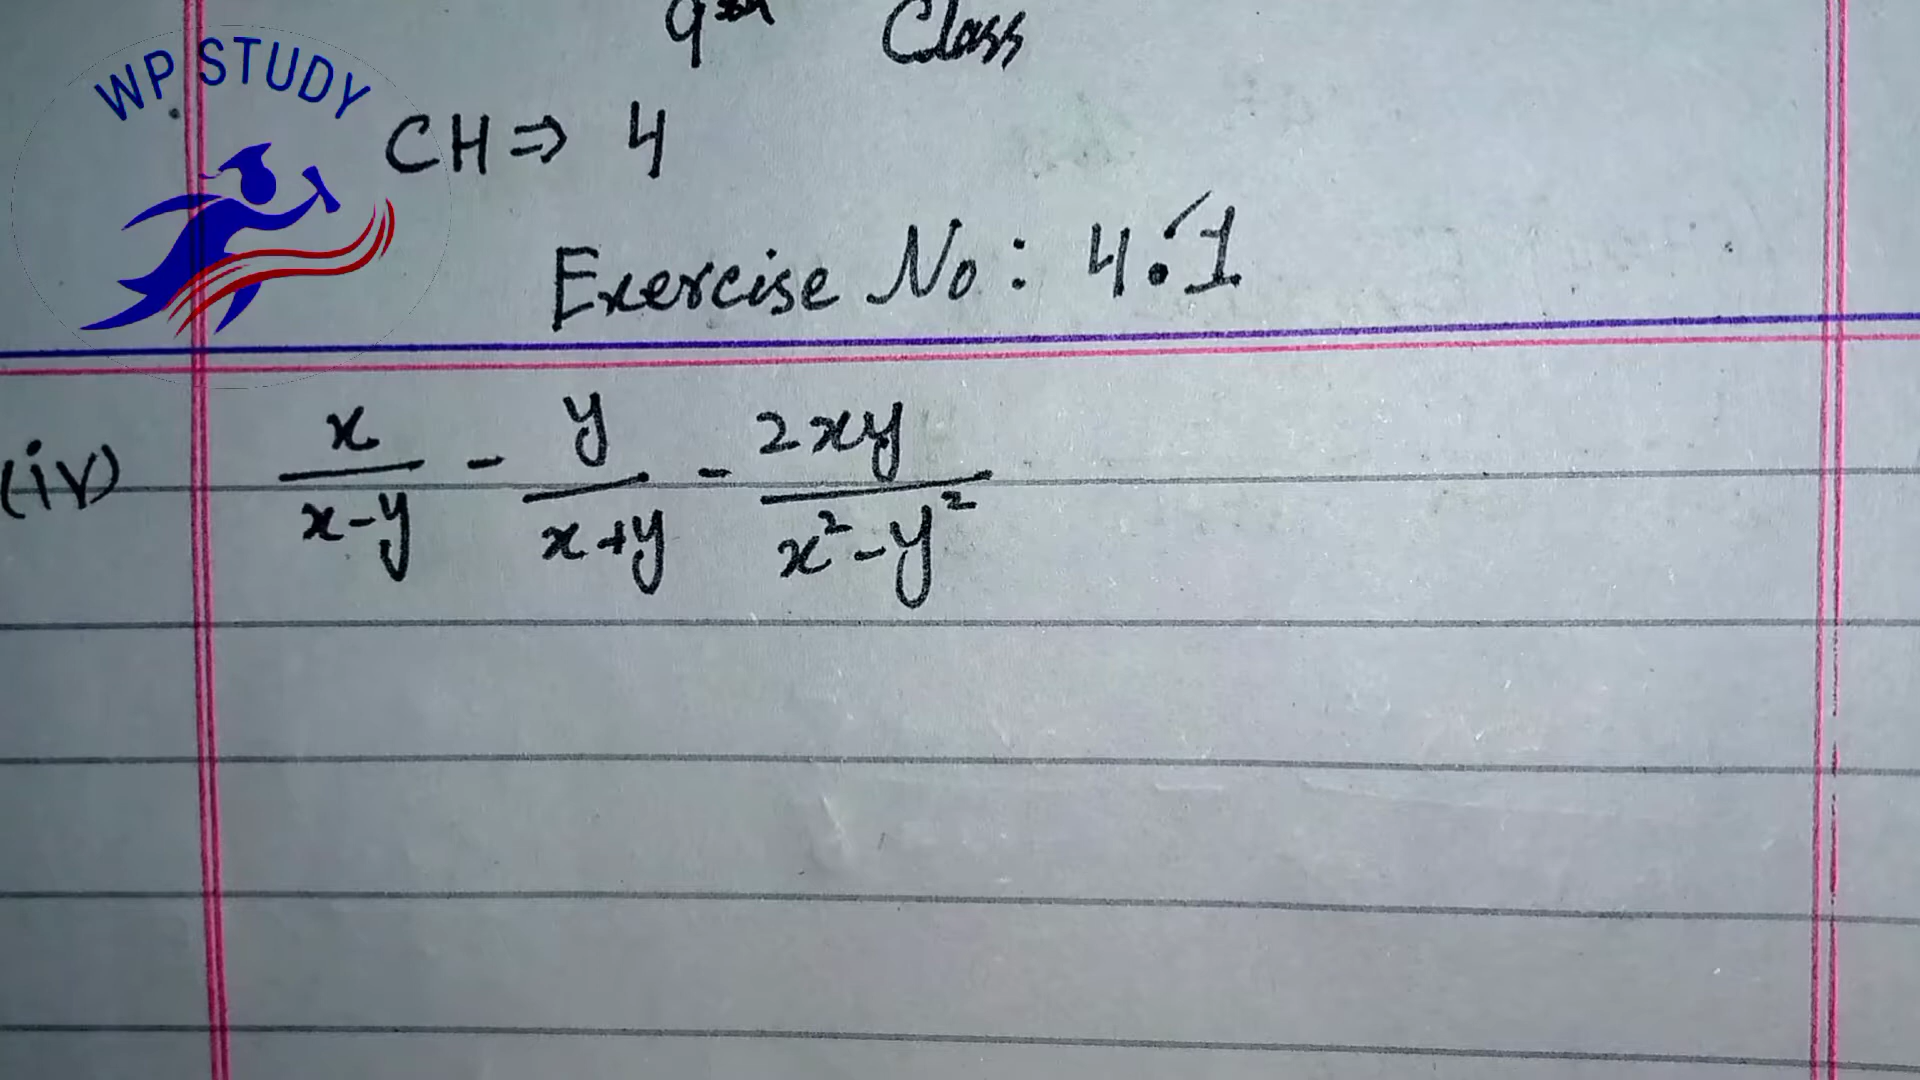 WP STUDY
9th Class
CH ⇒ 4
Exercise No: 4.1
(iv) x/(x-y) - y/(x+y) - 2xy/(x²-y²)